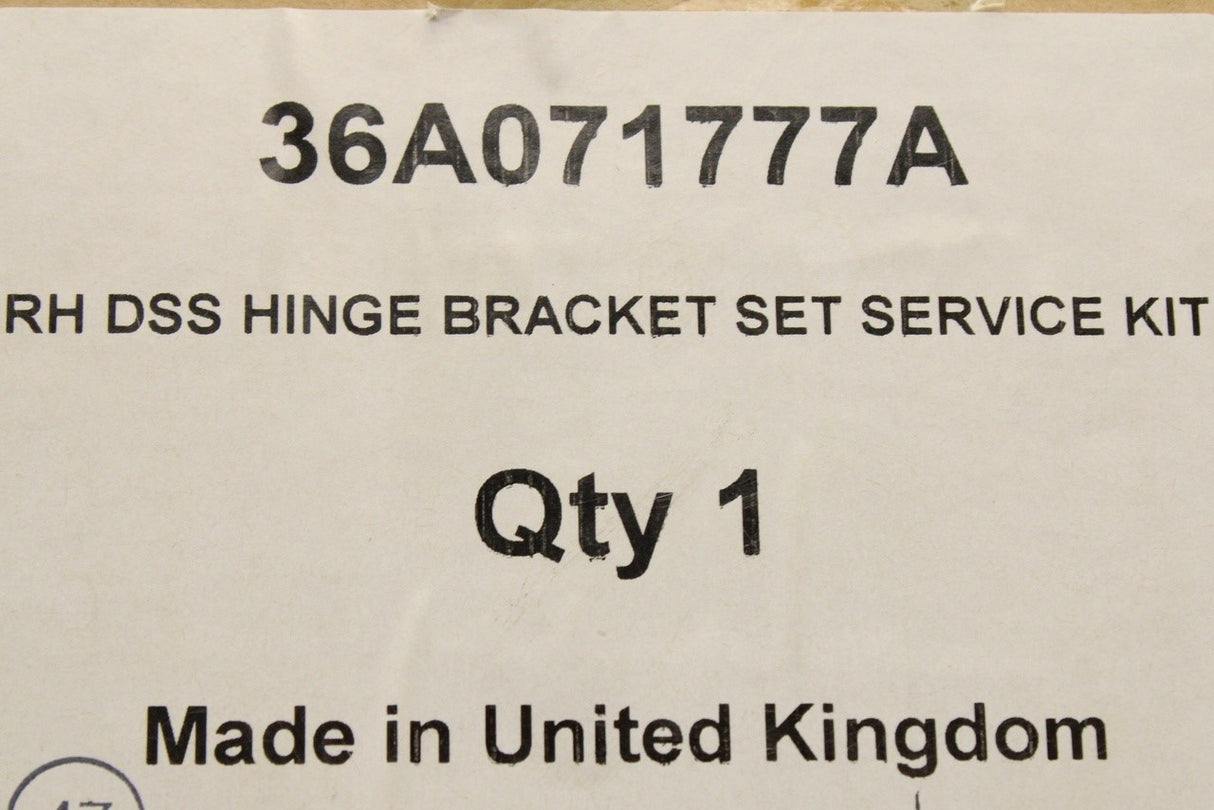 36A071777A
RH DSS HINGE BRACKET SET SERVICE KIT
Qty 1
Made in United Kingdom